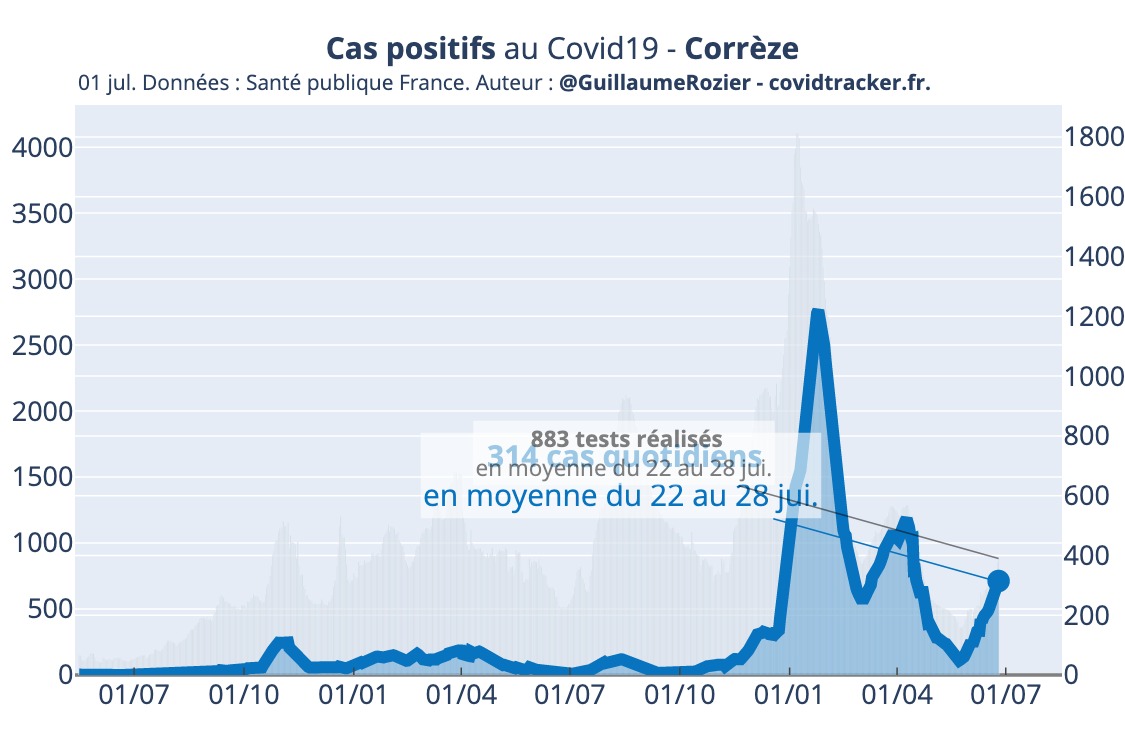 Cas positifs au Covid19 - Corrèze
01 jul. Données : Santé publique France. Auteur : @GuillaumeRozier - covidtracker.fr.
4000
3500
3000
2500
2000
1500
1000
500
0
1800
1600
1400
1200
1000
800
600
400
200
0
883 tests réalisés
314 cas quotidiens
en moyenne du 22 au 28 jui.
en moyenne du 22 au 28 jui.
01/07 01/10 01/01 01/04 01/07 01/10 01/01 01/04 01/07